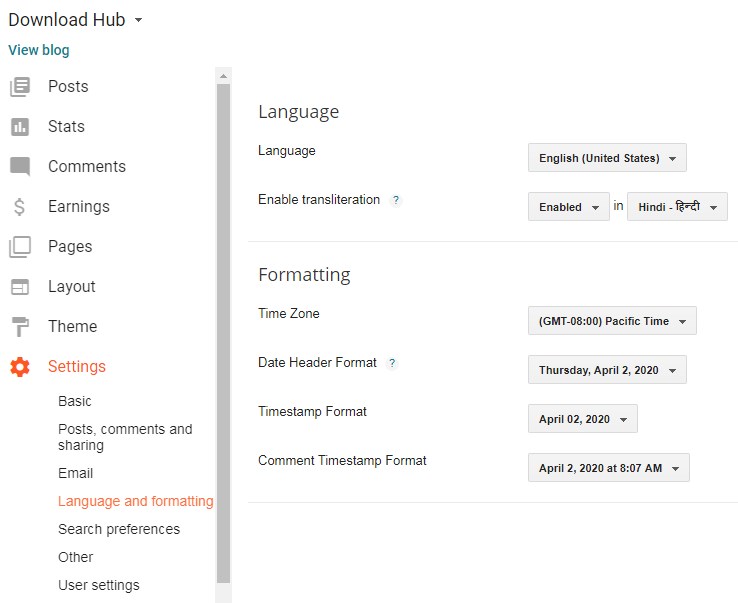 Download Hub
View blog
Posts
Stats
Comments
Earnings
Pages
Layout
Theme
Settings
Basic
Posts, comments and
sharing
Email
Language and formatting
Search preferences
Other
User settings
Language
Language English (United States)
Enable transliteration ? Enabled in Hindi - हिन्दी
Formatting
Time Zone (GMT-08:00) Pacific Time
Date Header Format ? Thursday, April 2, 2020
Timestamp Format April 02, 2020
Comment Timestamp Format April 2, 2020 at 8:07 AM